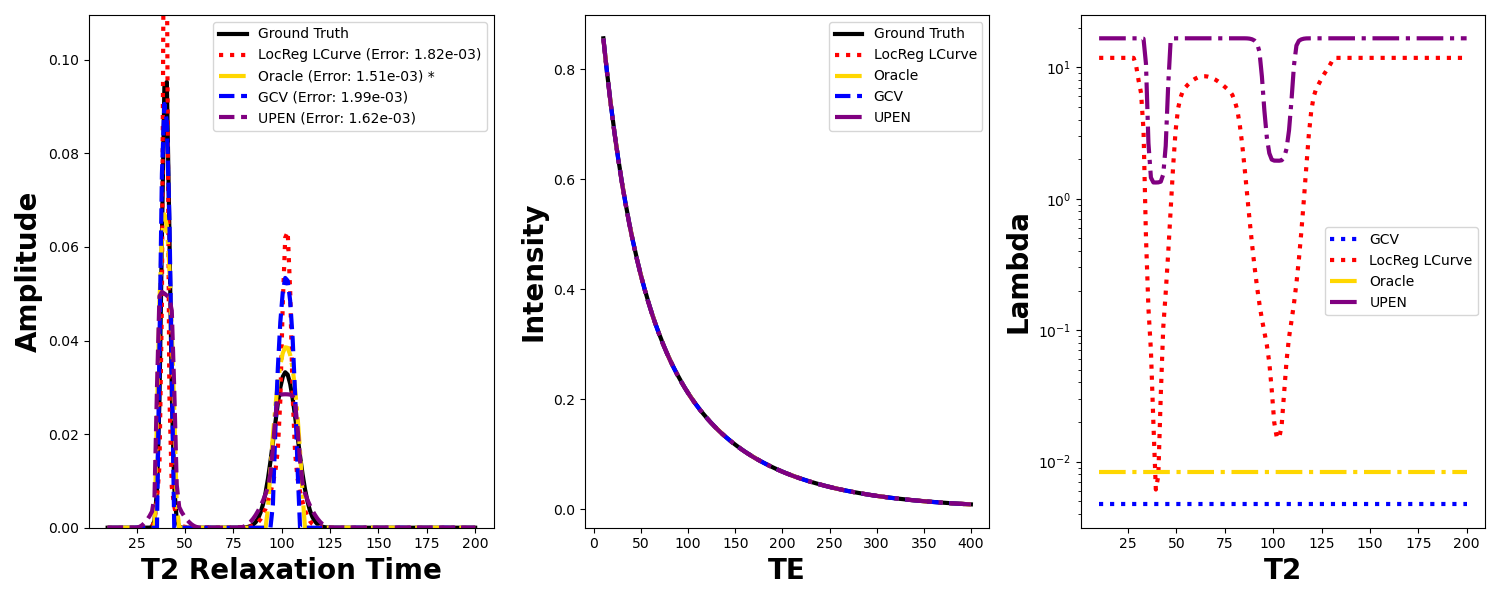 Amplitude
0.10
0.08
0.06
0.04
0.02
0.00
25 50 75 100 125 150 175 200
T2 Relaxation Time
Ground Truth
LocReg LCurve (Error: 1.82e-03)
Oracle (Error: 1.51e-03) *
GCV (Error: 1.99e-03)
UPEN (Error: 1.62e-03)
Intensity
0.8
0.6
0.4
0.2
0.0
0 50 100 150 200 250 300 350 400
TE
Ground Truth
LocReg LCurve
Oracle
GCV
UPEN
Lambda
10¹
10⁰
10⁻¹
10⁻²
25 50 75 100 125 150 175 200
T2
GCV
LocReg LCurve
Oracle
UPEN